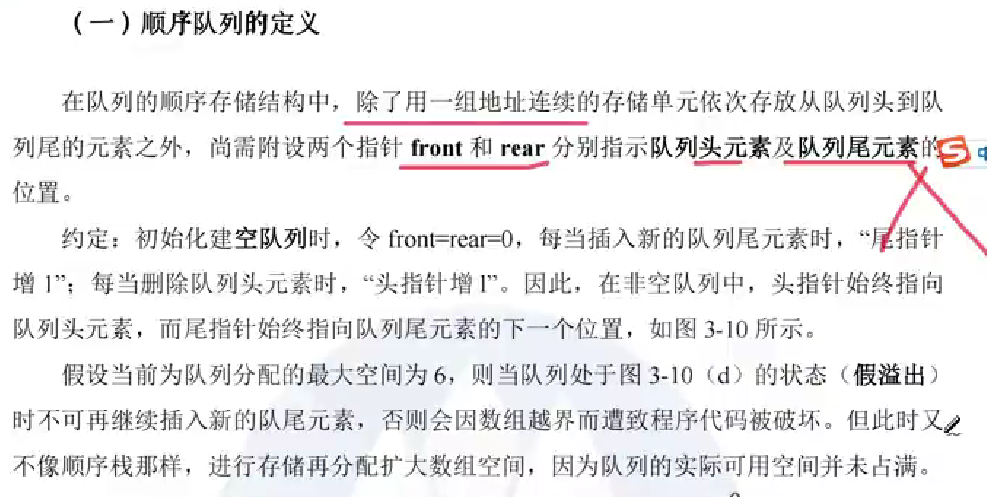 （一）顺序队列的定义
在队列的顺序存储结构中，除了用一组地址连续的存储单元依次存放从队列头到队
列尾的元素之外，尚需附设两个指针 front 和 rear 分别指示队列头元素及队列尾元素的
位置。
约定：初始化建空队列时，令 front=rear=0，每当插入新的队列尾元素时，“尾指针
增 1”；每当删除队列头元素时，“头指针增 1”。因此，在非空队列中，头指针始终指向
队列头元素，而尾指针始终指向队列尾元素的下一个位置，如图 3-10 所示。
假设当前为队列分配的最大空间为 6，则当队列处于图 3-10（d）的状态（假溢出）
时不可再继续插入新的队尾元素，否则会因数组越界而遭致程序代码被破坏。但此时又
不像顺序栈那样，进行存储再分配扩大数组空间，因为队列的实际可用空间并未占满。